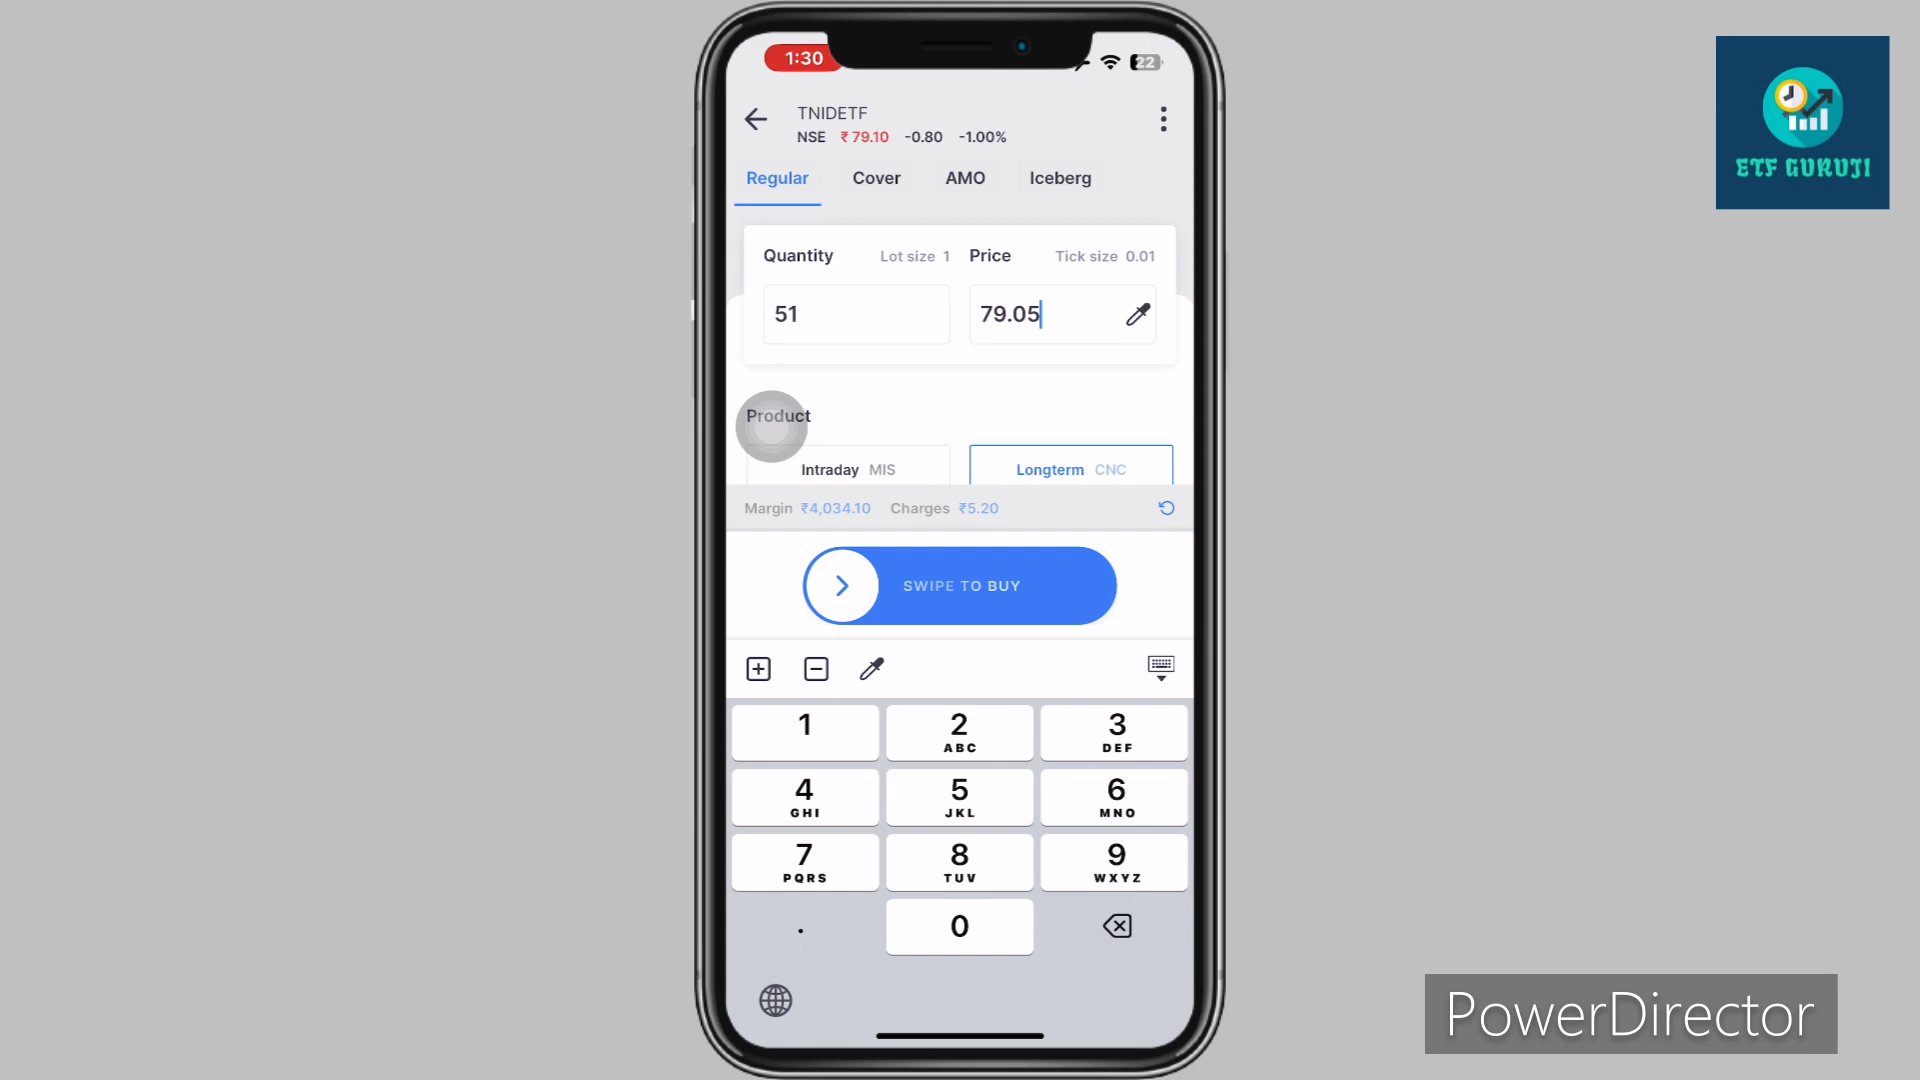 1:30
22
TNIDETF
NSE ₹ 79.10 -0.80 -1.00%
Regular Cover AMO Iceberg
Quantity Lot size 1 Price Tick size 0.01
51 79.05
Product
Intraday MIS Longterm CNC
Margin ₹4,034.10 Charges ₹5.20
SWIPE TO BUY
1 2 3
ABC DEF
4 5 6
GHI JKL MNO
7 8 9
PQRS TUV WXYZ
. 0
ETF GURUJI
PowerDirector